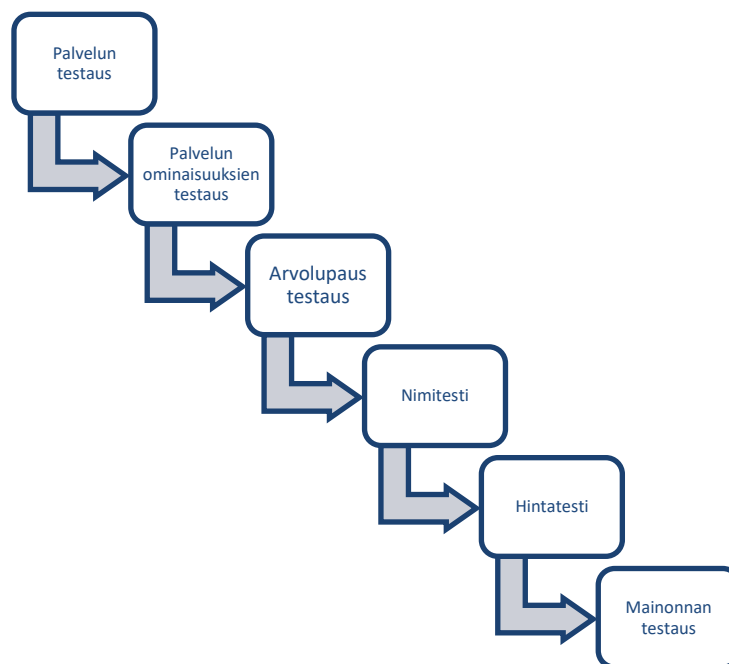 Palvelun
testaus
Palvelun
ominaisuuksien
testaus
Arvolupaus
testaus
Nimitesti
Hintatesti
Mainonnan
testaus